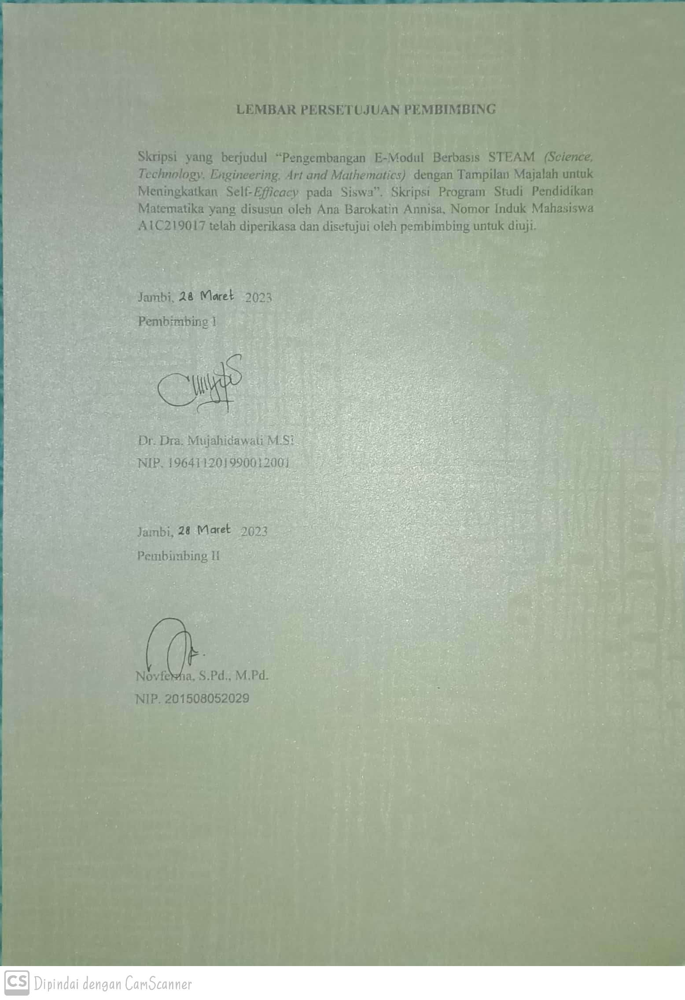 LEMBAR PERSETUJUAN PEMBIMBING
Skripsi yang berjudul “Pengembangan E-Modul Berbasis STEAM (Science,
Technology, Engineering, Art and Mathematics) dengan Tampilan Majalah untuk
Meningkatkan Self-Efficacy pada Siswa”. Skripsi Program Studi Pendidikan
Matematika yang disusun oleh Ana Barokatin Annisa, Nomor Induk Mahasiswa
A1C219017 telah diperikasa dan disetujui oleh pembimbing untuk diuji.
Jambi, 28 Maret 2023
Pembimbing I
Dr. Dra. Mujahidawati M.Si
NIP. 196411201990012001
Jambi, 28 Maret 2023
Pembimbing II
Novferma, S.Pd., M.Pd.
NIP. 201508052029
CS Dipindai dengan CamScanner